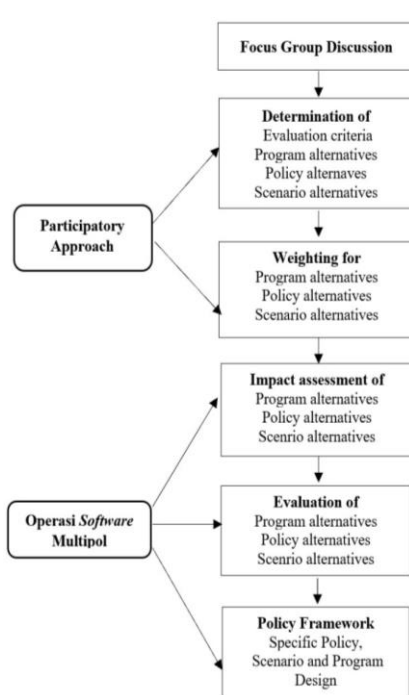 Focus Group Discussion
Determination of
Evaluation criteria
Program alternatives
Policy alternaves
Scenario alternatives
Participatory
Approach
Weighting for
Program alternatives
Policy alternatives
Scenario alternatives
Impact assessment of
Program alternatives
Policy alternatives
Scenrio alternatives
Operasi Software
Multipol
Evaluation of
Program alternatives
Policy alternatives
Scenrio alternatives
Policy Framework
Specific Policy,
Scenario and Program
Design